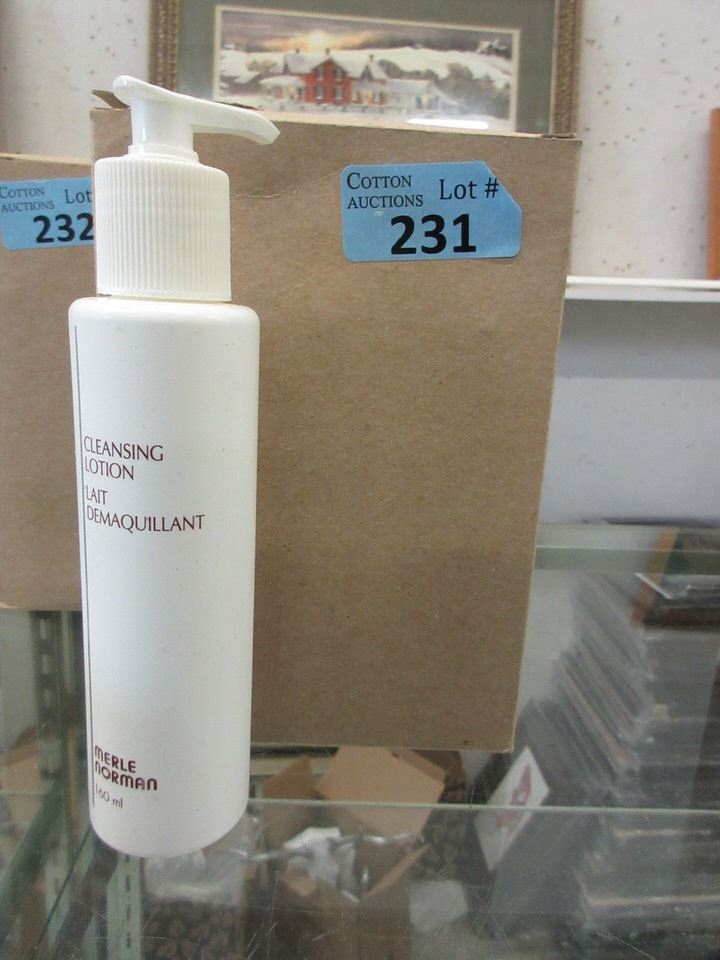 COTTON
AUCTIONS
Lot
232
COTTON
AUCTIONS
Lot #
231
CLEANSING
LOTION
LAIT
DEMAQUILLANT
MERLE
NORMAN
160 ml